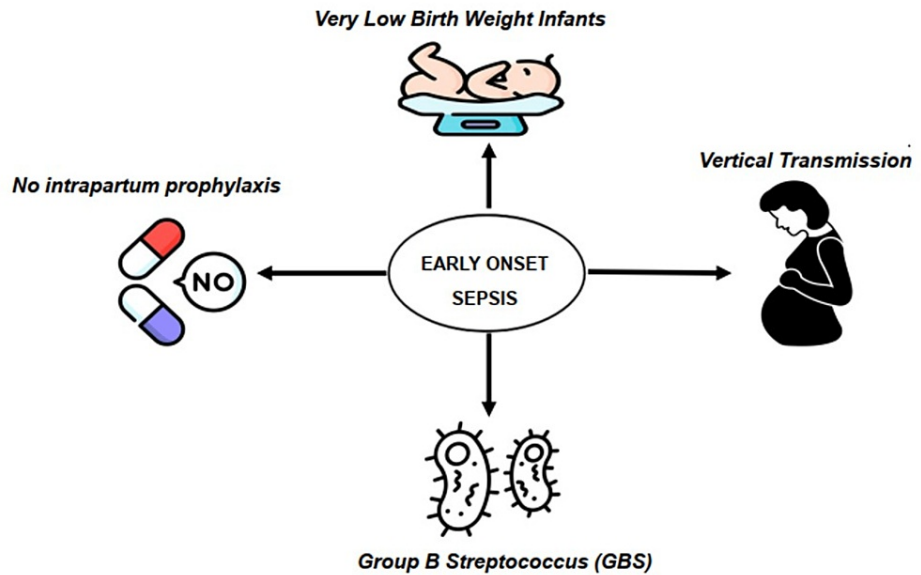 Very Low Birth Weight Infants
Vertical Transmission
No intrapartum prophylaxis
NO
EARLY ONSET
SEPSIS
Group B Streptococcus (GBS)